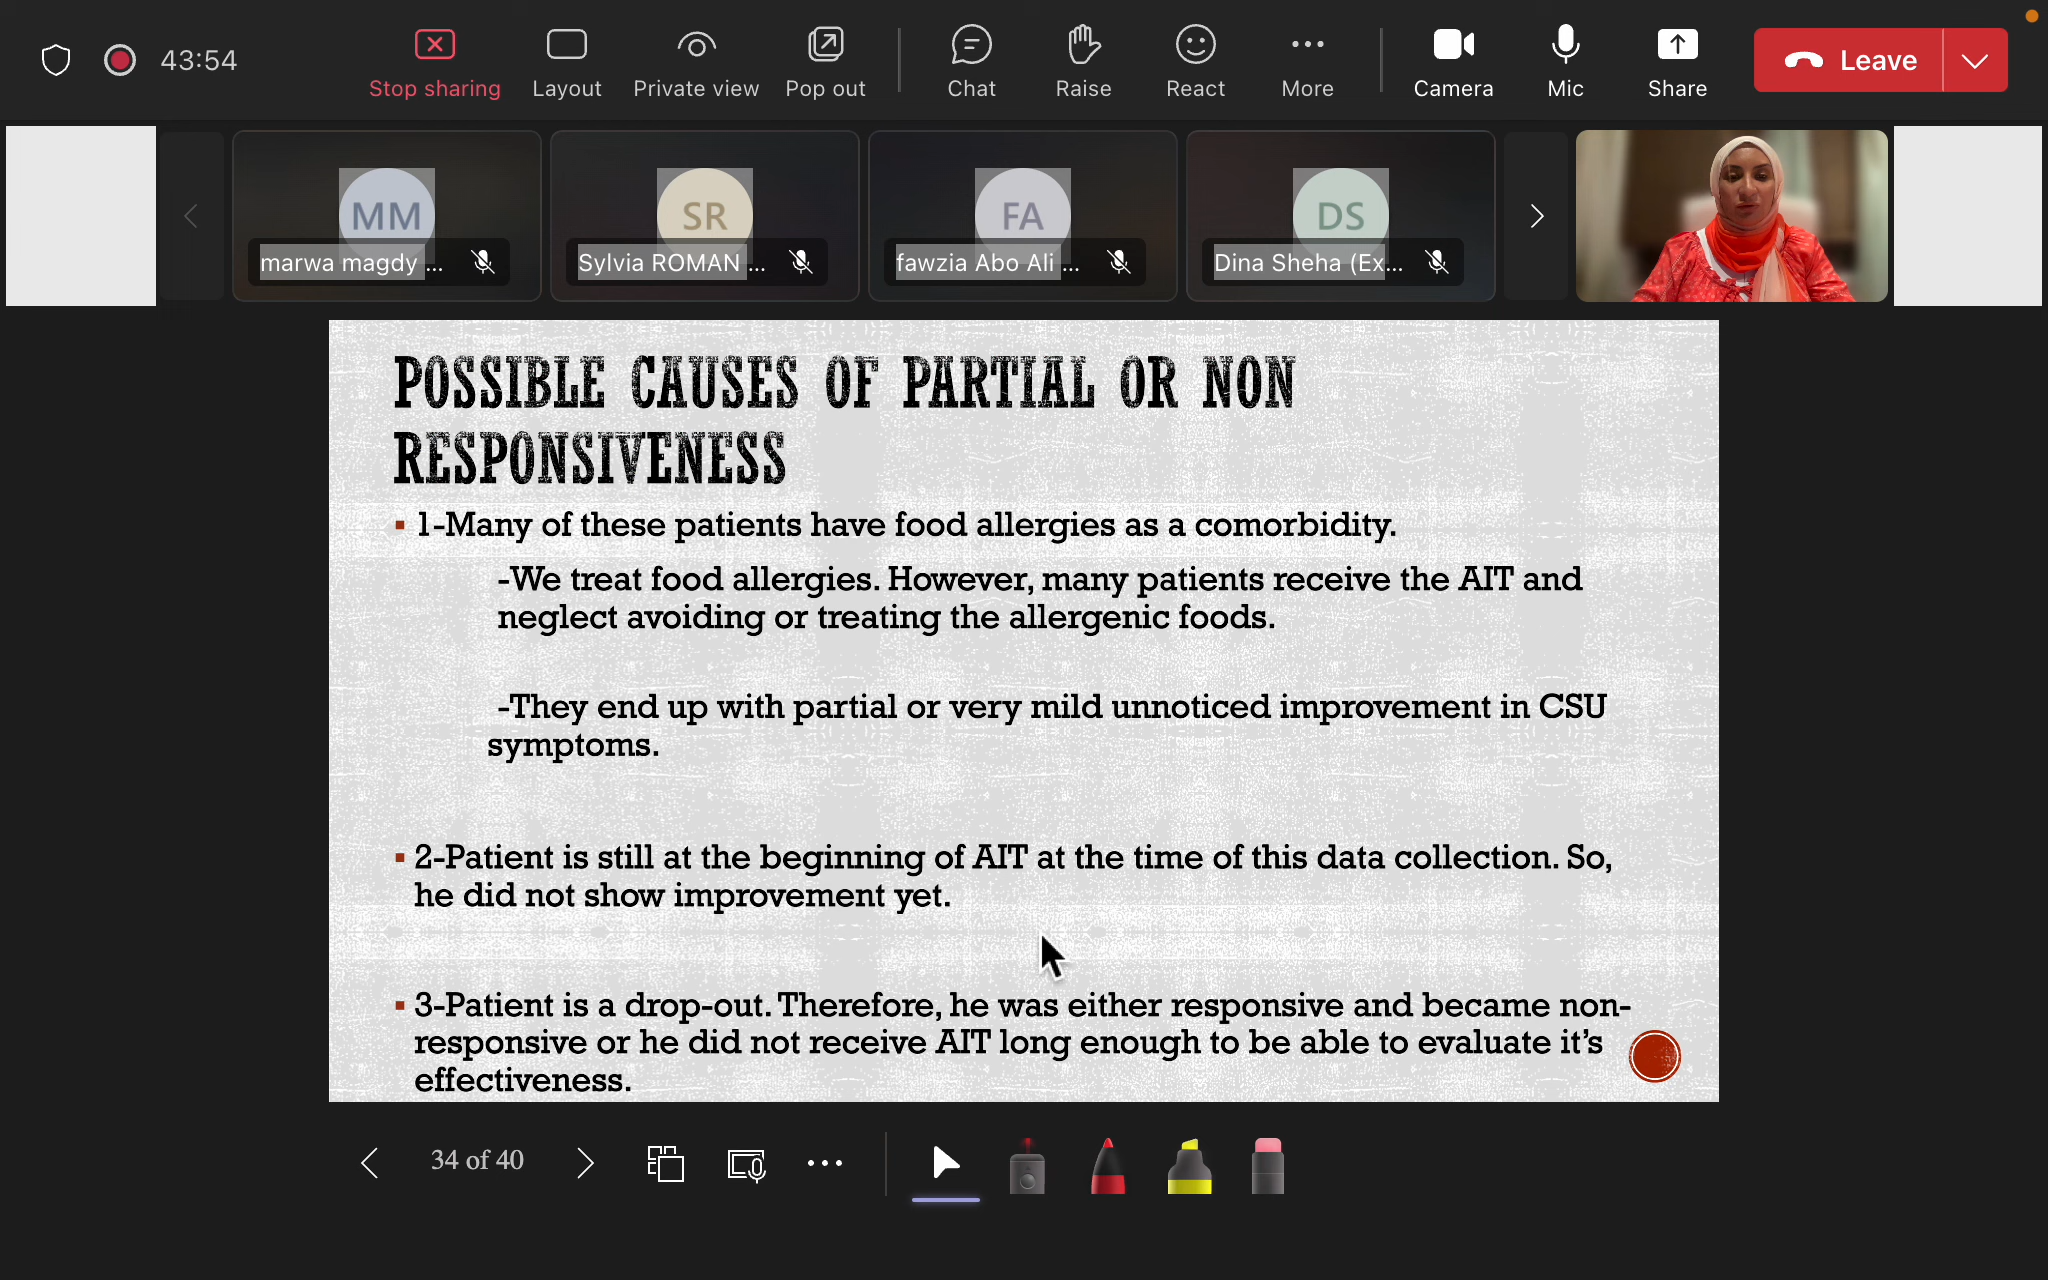 43:54
Stop sharing
Layout
Private view
Pop out
Chat
Raise
React
More
Camera
Mic
Share
Leave
MM
marwa magdy ...
SR
Sylvia ROMAN ...
FA
fawzia Abo Ali ...
DS
Dina Sheha (Ex...
POSSIBLE CAUSES OF PARTIAL OR NON
RESPONSIVENESS
1-Many of these patients have food allergies as a comorbidity.
-We treat food allergies. However, many patients receive the AIT and
neglect avoiding or treating the allergenic foods.
-They end up with partial or very mild unnoticed improvement in CSU
symptoms.
2-Patient is still at the beginning of AIT at the time of this data collection. So,
he did not show improvement yet.
3-Patient is a drop-out. Therefore, he was either responsive and became non-
responsive or he did not receive AIT long enough to be able to evaluate it's
effectiveness.
34 of 40